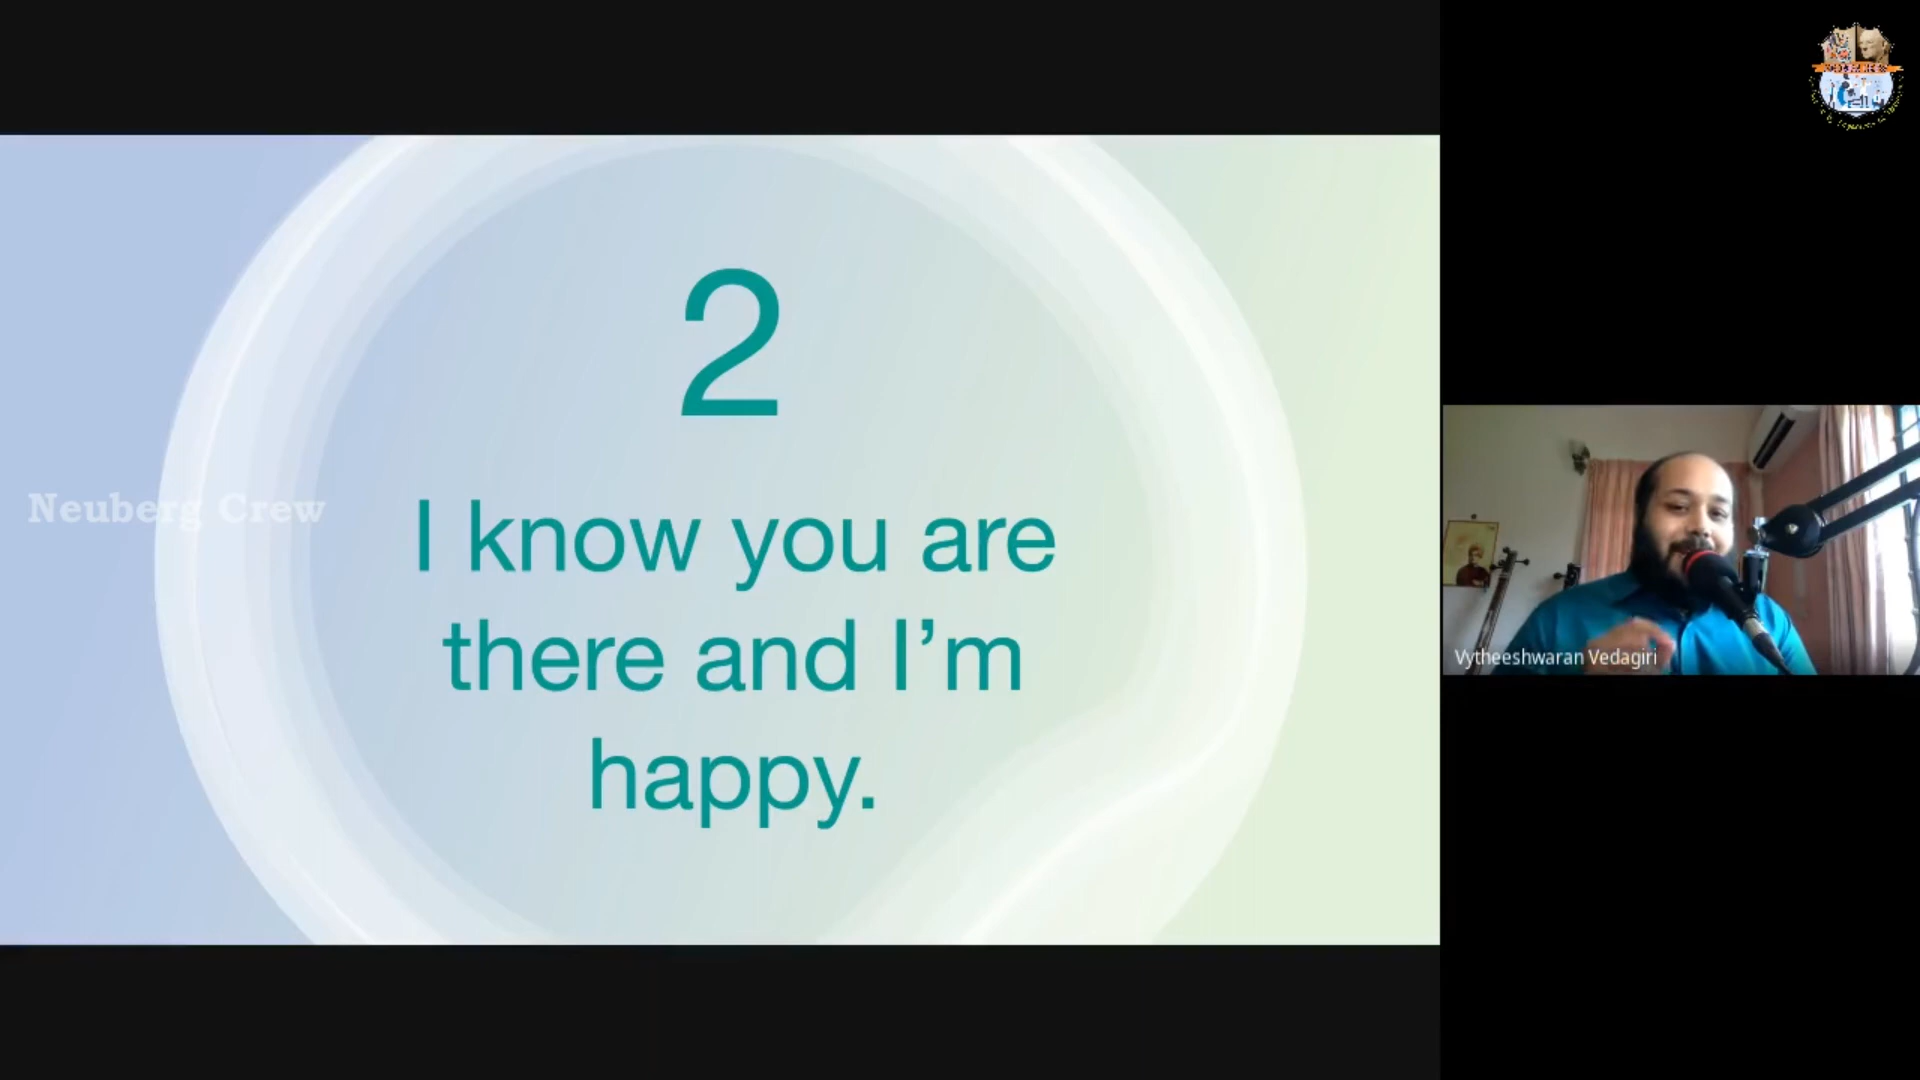 2
I know you are
there and I’m
happy.
Neuberg Crew
Vytheeshwaran Vedagiri